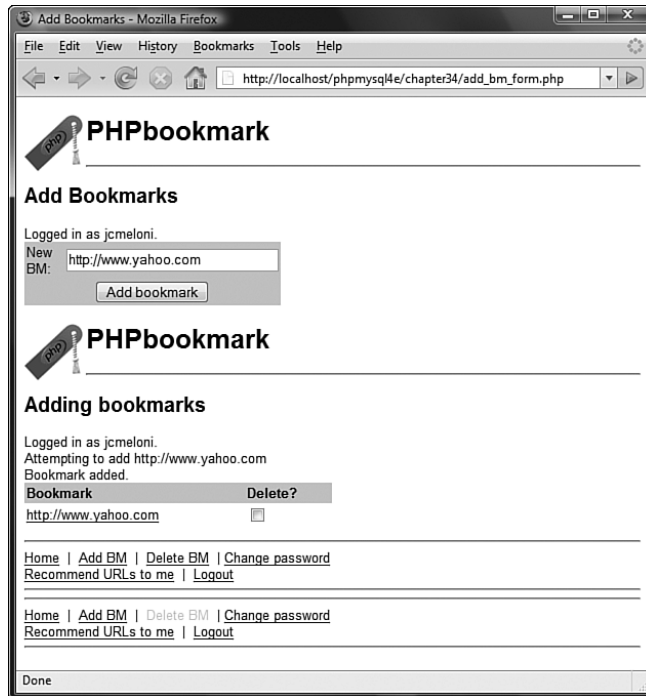 Add Bookmarks - Mozilla Firefox
File Edit View History Bookmarks Tools Help
http://localhost/phpmysql4e/chapter34/add_bm_form.php
php
PHPbookmark
Add Bookmarks
Logged in as jcmeloni.
New
BM:
http://www.yahoo.com
Add bookmark
php
PHPbookmark
Adding bookmarks
Logged in as jcmeloni.
Attempting to add http://www.yahoo.com
Bookmark added.
Bookmark Delete?
http://www.yahoo.com
Home | Add BM | Delete BM | Change password
Recommend URLs to me | Logout
Home | Add BM | Delete BM | Change password
Recommend URLs to me | Logout
Done